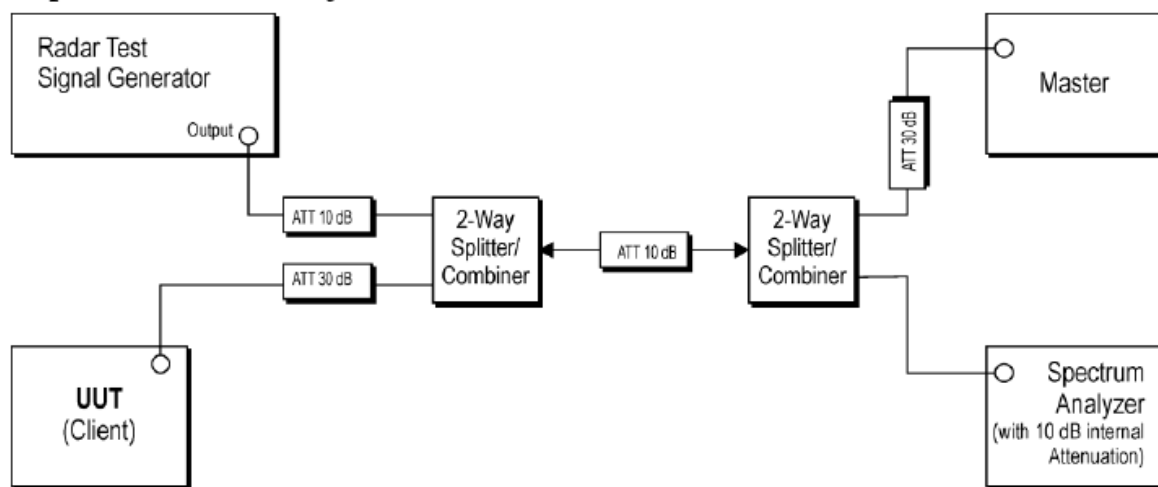 Radar Test
Signal Generator
Output
ATT 10 dB
ATT 30 dB
UUT
(Client)
2-Way
Splitter/
Combiner
ATT 10 dB
2-Way
Splitter/
Combiner
ATT 30 dB
Master
Spectrum
Analyzer
(with 10 dB internal
Attenuation)